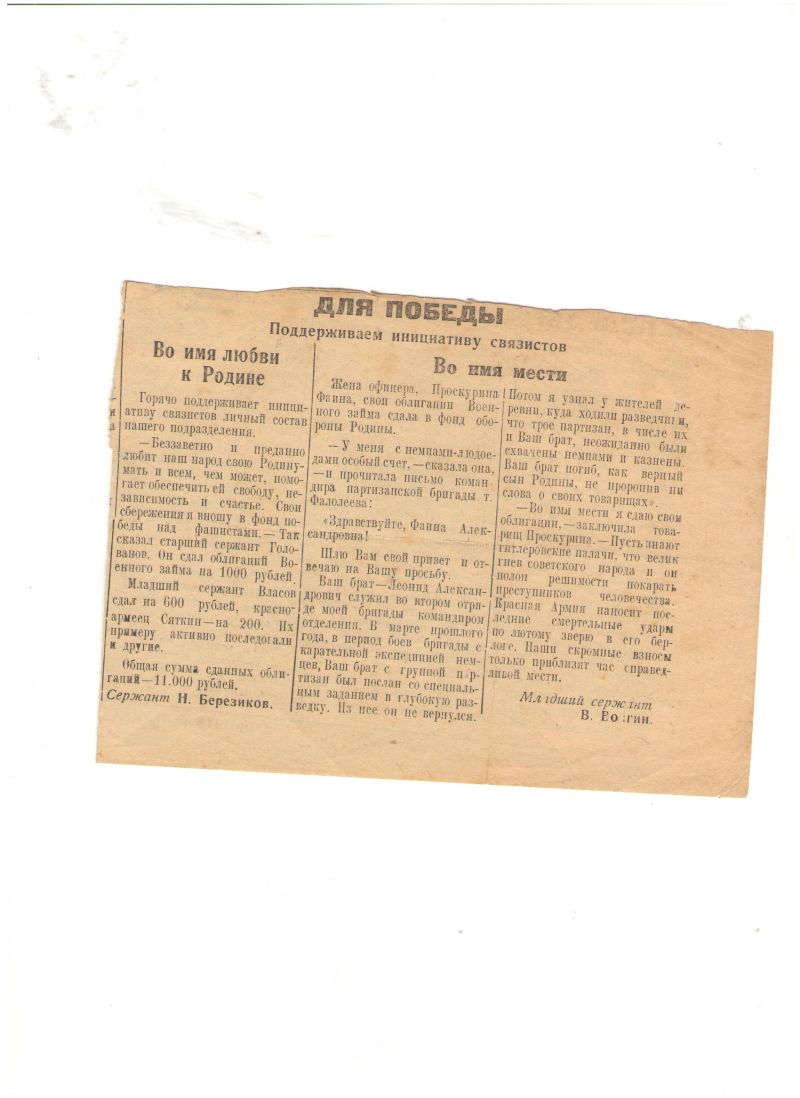 ДЛЯ ПОБЕДЫ
Поддерживаем инициативу связистов
Во имя любви
к Родине
Горячо поддерживает иници-
ативу связистов личный состав
нашего подразделения.
—Беззаветно и преданно
любит наш народ свою Родину
мать и всем, чем может, помо-
гает обеспечить ей свободу, не-
зависимость и счастье. Свои
сбережения я вношу в фонд по-
беды над фашистами.—Так
сказал старший сержант Голо-
ванов. Он сдал облигаций Во-
енного займа на 1000 рублей.
Младший сержант Власов
сдал на 600 рублей, красно-
армеец Сяткин—на 200. Их
примеру активно последогали
и другие.
Общая сумма сданных обли-
гаций—11.000 рублей.
Сержант Н. Березиков.
Во имя мести
Жена офицера, Проскурина
Фаина, свои облигации Воен-
ного займа сдала в фонд обо-
роны Родины.
—У меня с немцами-людое-
дами особый счет,—сказала она,
—и прочитала письмо коман-
дира партизанской бригады т.
Фалолеева:
«Здравствуйте, Фаина Алек-
сандровна!
Шлю Вам свой привет и от-
вечаю на Вашу просьбу.
Ваш брат—Леонид Алексан-
дрович служил во втором отря-
де моей бригады командиром
отделения. В марте прошлого
года, в период боев бригады с
карательной экспедицией нем-
цев, Ваш брат с группой пар-
тизан был послан со специаль-
ным заданием в глубокую раз-
ведку. Из нее он не вернулся.
Потом я узнал у жителей де-
ревни, куда ходили разведчики,
что трое партизан, в числе их
и Ваш брат, неожиданно были
схвачены немцами и казнены.
Ваш брат погиб, как верный
сын Родины, не проронив ни
слова о своих товарищах».
—Во имя мести я сдаю свои
облигации,—заключила това-
рищ Проскурина.—Пусть знают
гитлеровские палачи, что велик
гнев советского народа и он
полон решимости покарать
преступников человечества.
Красная Армия наносит пос-
ледние смертельные удары
по лютому зверю в его бер-
логе. Наши скромные взносы
только приблизят час справед-
ливой мести.
Младший сержант
В.